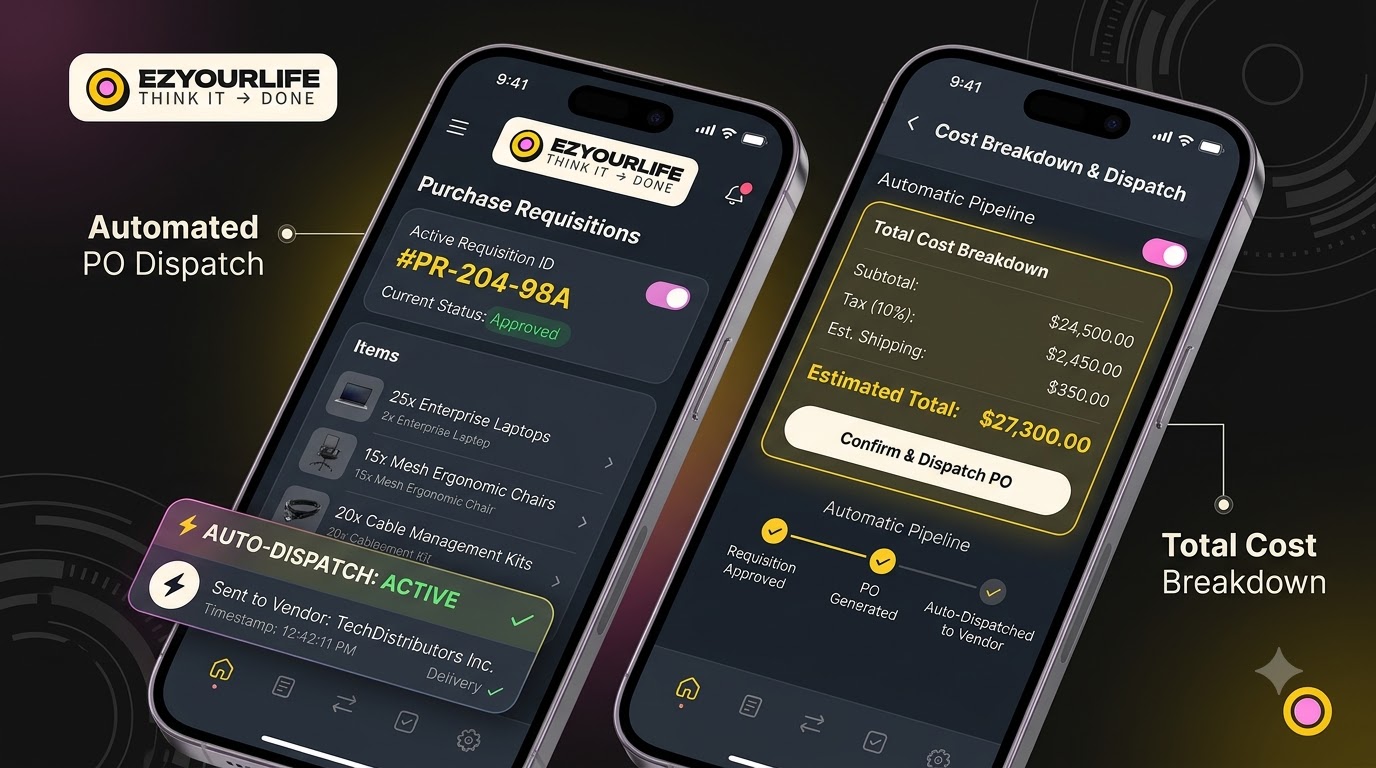 EZYOURLIFE
THINK IT → DONE
Automated
PO Dispatch
9:41
EZYOURLIFE
THINK IT → DONE
Purchase Requisitions
Active Requisition ID
#PR-204-98A
Current Status: Approved
Items
25x Enterprise Laptops
2x Enterprise Laptop
15x Mesh Ergonomic Chairs
15x Mesh Ergonomic Chair
20x Cable Management Kits
AUTO-DISPATCH: ACTIVE
Sent to Vendor: TechDistributors Inc.
Timestamp: 12:42:11 PM
Delivery ✓
9:41
Cost Breakdown & Dispatch
Automatic Pipeline
Total Cost Breakdown
Subtotal: $24,500.00
Tax (10%): $2,450.00
Est. Shipping: $350.00
Estimated Total: $27,300.00
Confirm & Dispatch PO
Automatic Pipeline
Requisition
Approved
PO
Generated
Auto-Dispatched
to Vendor
Total Cost
Breakdown